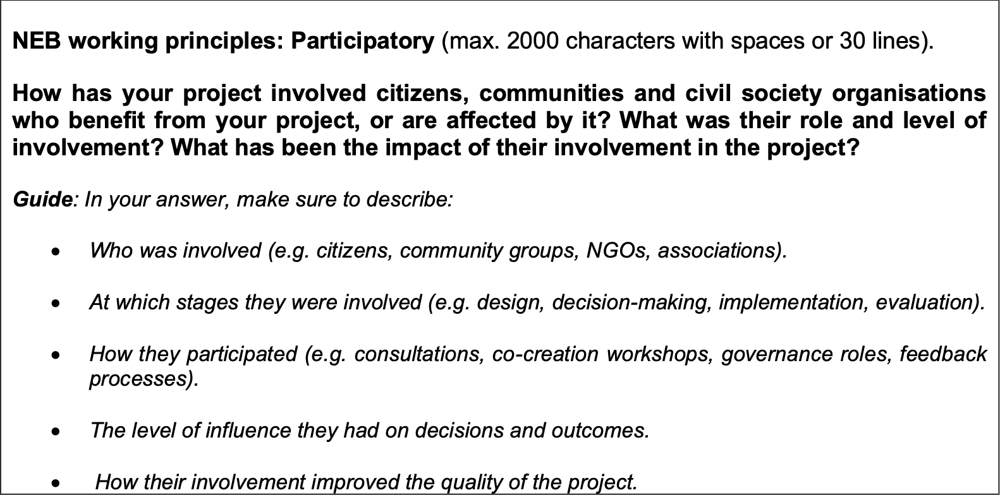 NEB working principles: Participatory (max. 2000 characters with spaces or 30 lines).
How has your project involved citizens, communities and civil society organisations
who benefit from your project, or are affected by it? What was their role and level of
involvement? What has been the impact of their involvement in the project?
Guide: In your answer, make sure to describe:
• Who was involved (e.g. citizens, community groups, NGOs, associations).
• At which stages they were involved (e.g. design, decision-making, implementation, evaluation).
• How they participated (e.g. consultations, co-creation workshops, governance roles, feedback
processes).
• The level of influence they had on decisions and outcomes.
• How their involvement improved the quality of the project.